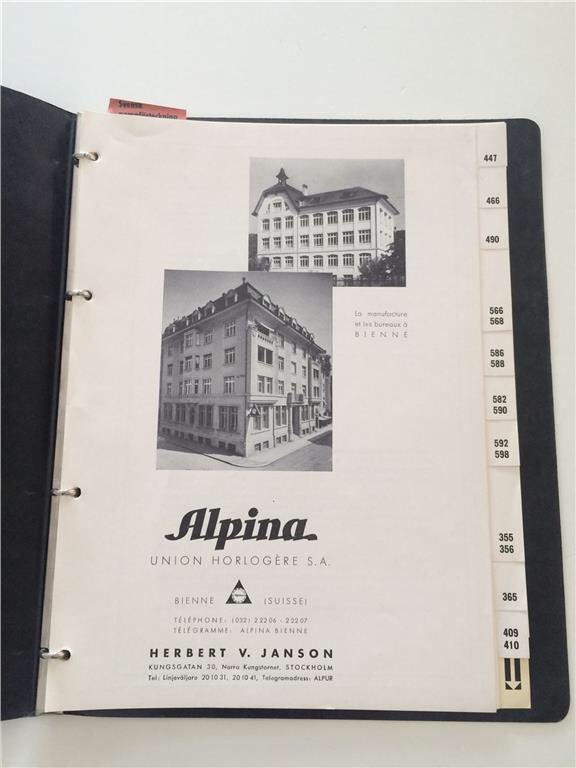 Svensk
447
466
490
566
568
586
588
582
590
592
598
355
356
365
409
410
La manufacture
et les bureaux à
BIENNE
Alpina
UNION HORLOGÈRE S.A.
BIENNE (SUISSE)
TÉLÉPHONE: (032) 2 22 06 - 2 22 07
TÉLÉGRAMME: ALPINA BIENNE
HERBERT V. JANSON
KUNGSGATAN 30, Norra Kungstornet, STOCKHOLM
Tel: Linjeväljare 20 10 31, 20 10 41, Telegramadress: ALPUR